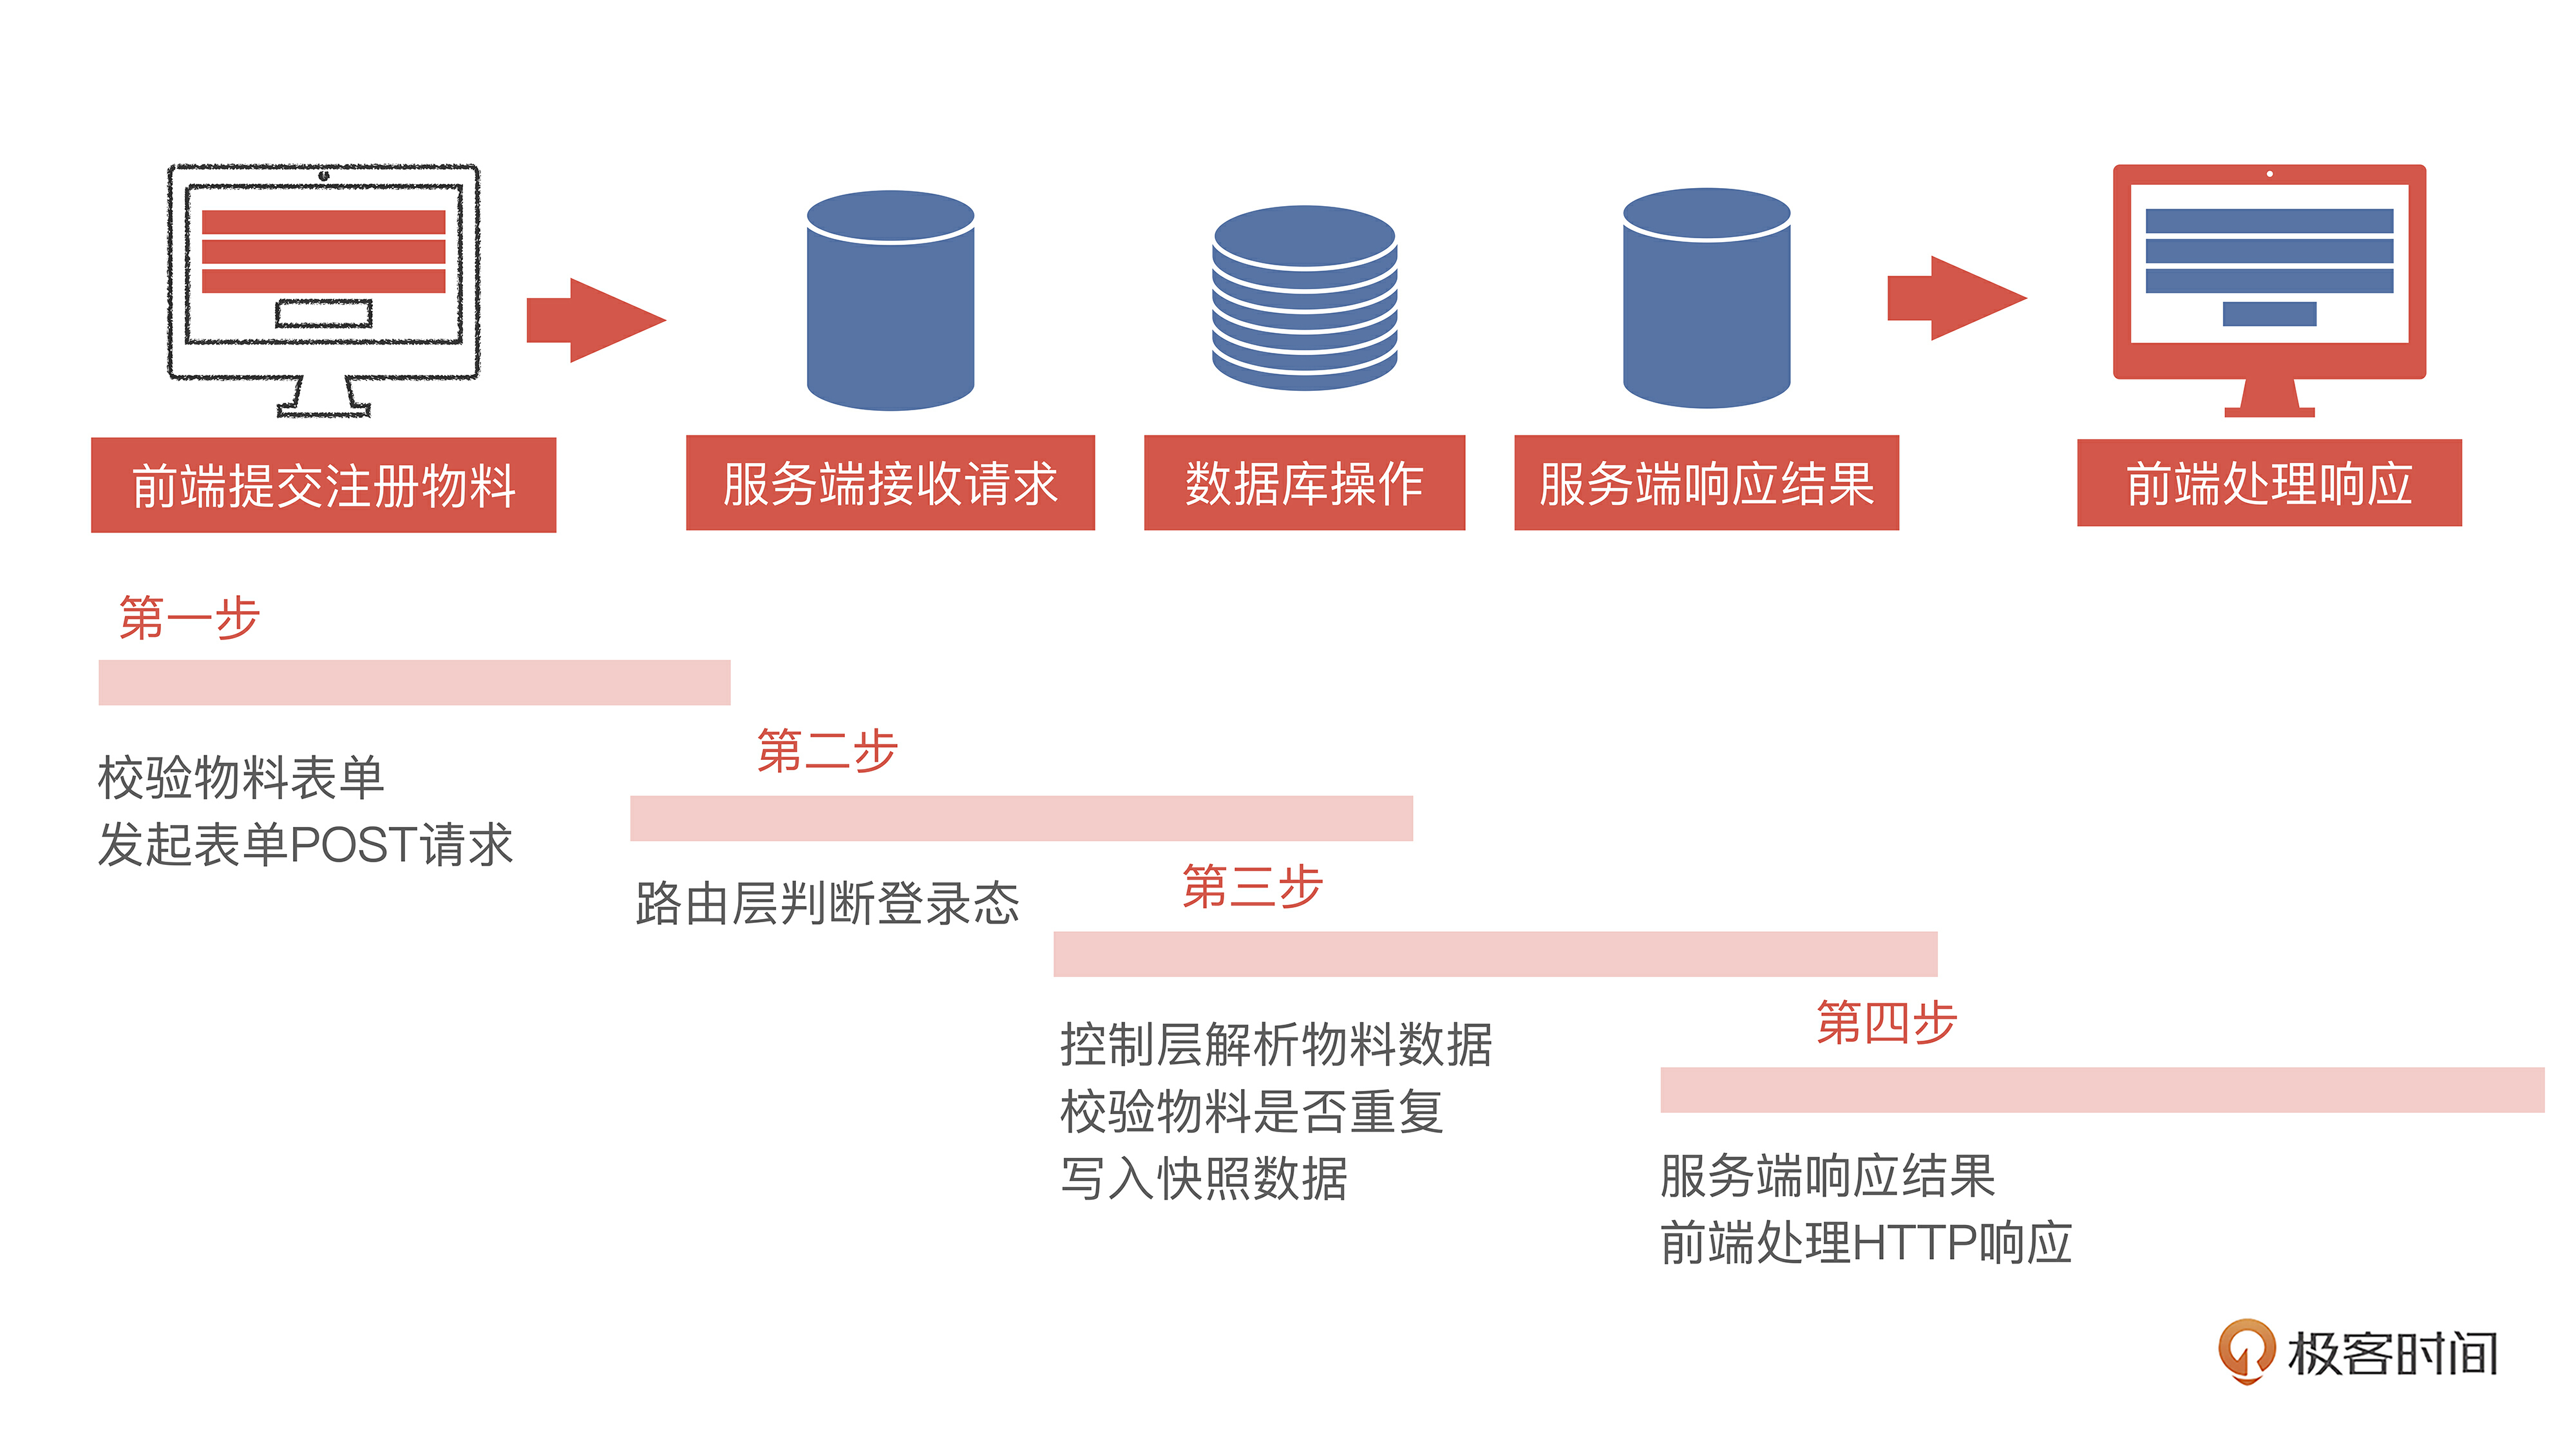 前端提交注册物料
服务端接收请求
数据库操作
服务端响应结果
前端处理响应
第一步
校验物料表单
发起表单POST请求
第二步
路由层判断登录态
第三步
控制层解析物料数据
校验物料是否重复
写入快照数据
第四步
服务端响应结果
前端处理HTTP响应
极客时间